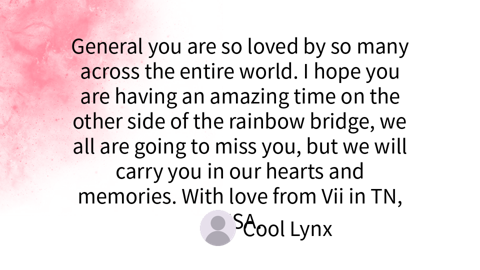 General you are so loved by so many
across the entire world. I hope you
are having an amazing time on the
other side of the rainbow bridge, we
all are going to miss you, but we will
carry you in our hearts and
memories. With love from Vii in TN,
SA.
Cool Lynx